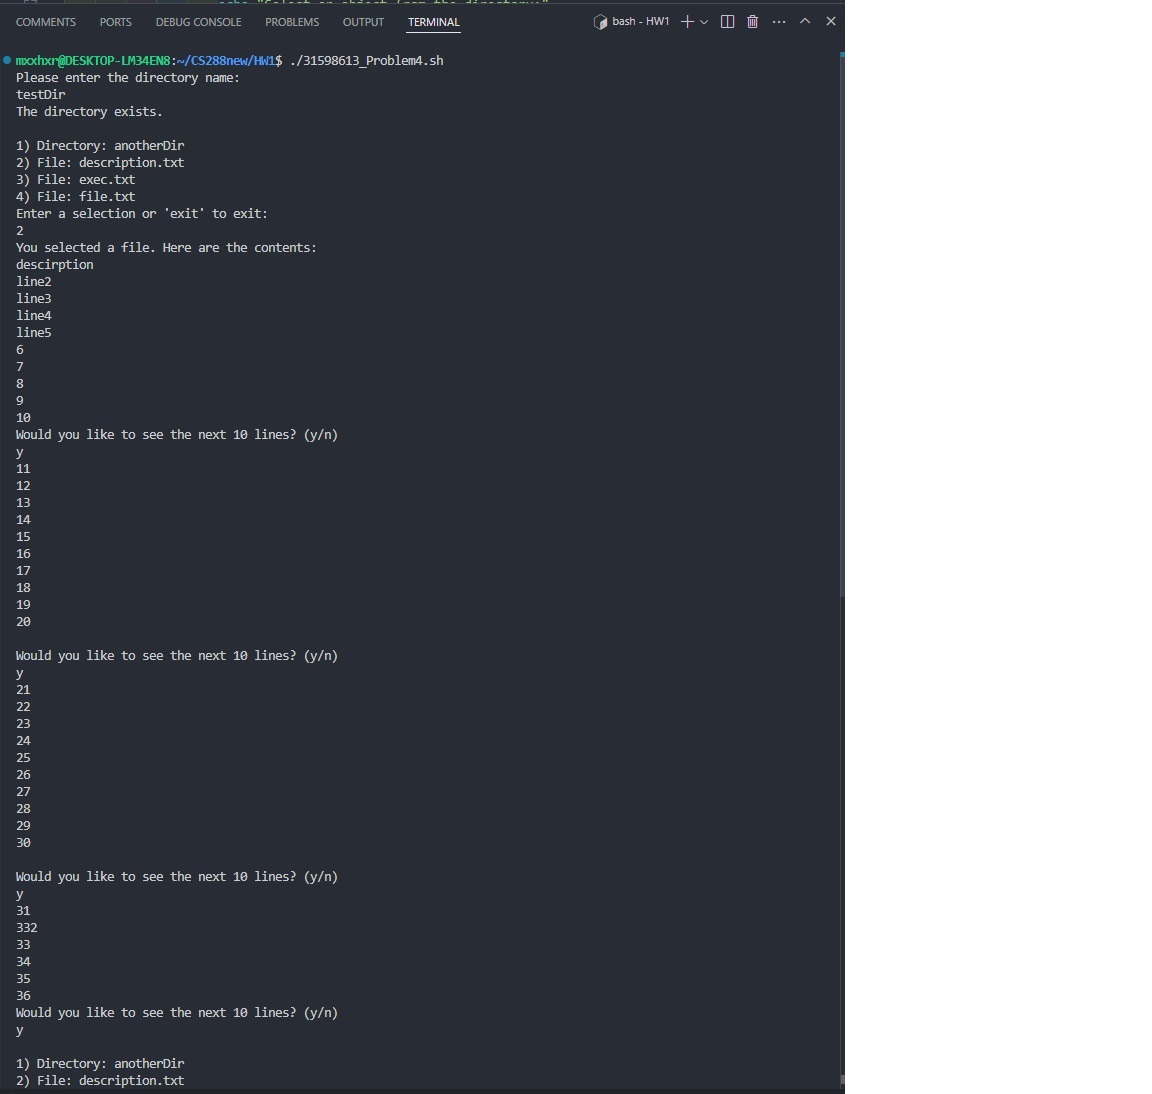 echo "Select an object from the directory:"
COMMENTS PORTS DEBUG CONSOLE PROBLEMS OUTPUT TERMINAL bash - HW1
mxxhxr@DESKTOP-LM34EN8:~/CS288new/HW1$ ./31598613_Problem4.sh
Please enter the directory name:
testDir
The directory exists.
1) Directory: anotherDir
2) File: description.txt
3) File: exec.txt
4) File: file.txt
Enter a selection or 'exit' to exit:
2
You selected a file. Here are the contents:
descirption
line2
line3
line4
line5
6
7
8
9
10
Would you like to see the next 10 lines? (y/n)
y
11
12
13
14
15
16
17
18
19
20
Would you like to see the next 10 lines? (y/n)
y
21
22
23
24
25
26
27
28
29
30
Would you like to see the next 10 lines? (y/n)
y
31
332
33
34
35
36
Would you like to see the next 10 lines? (y/n)
y
1) Directory: anotherDir
2) File: description.txt